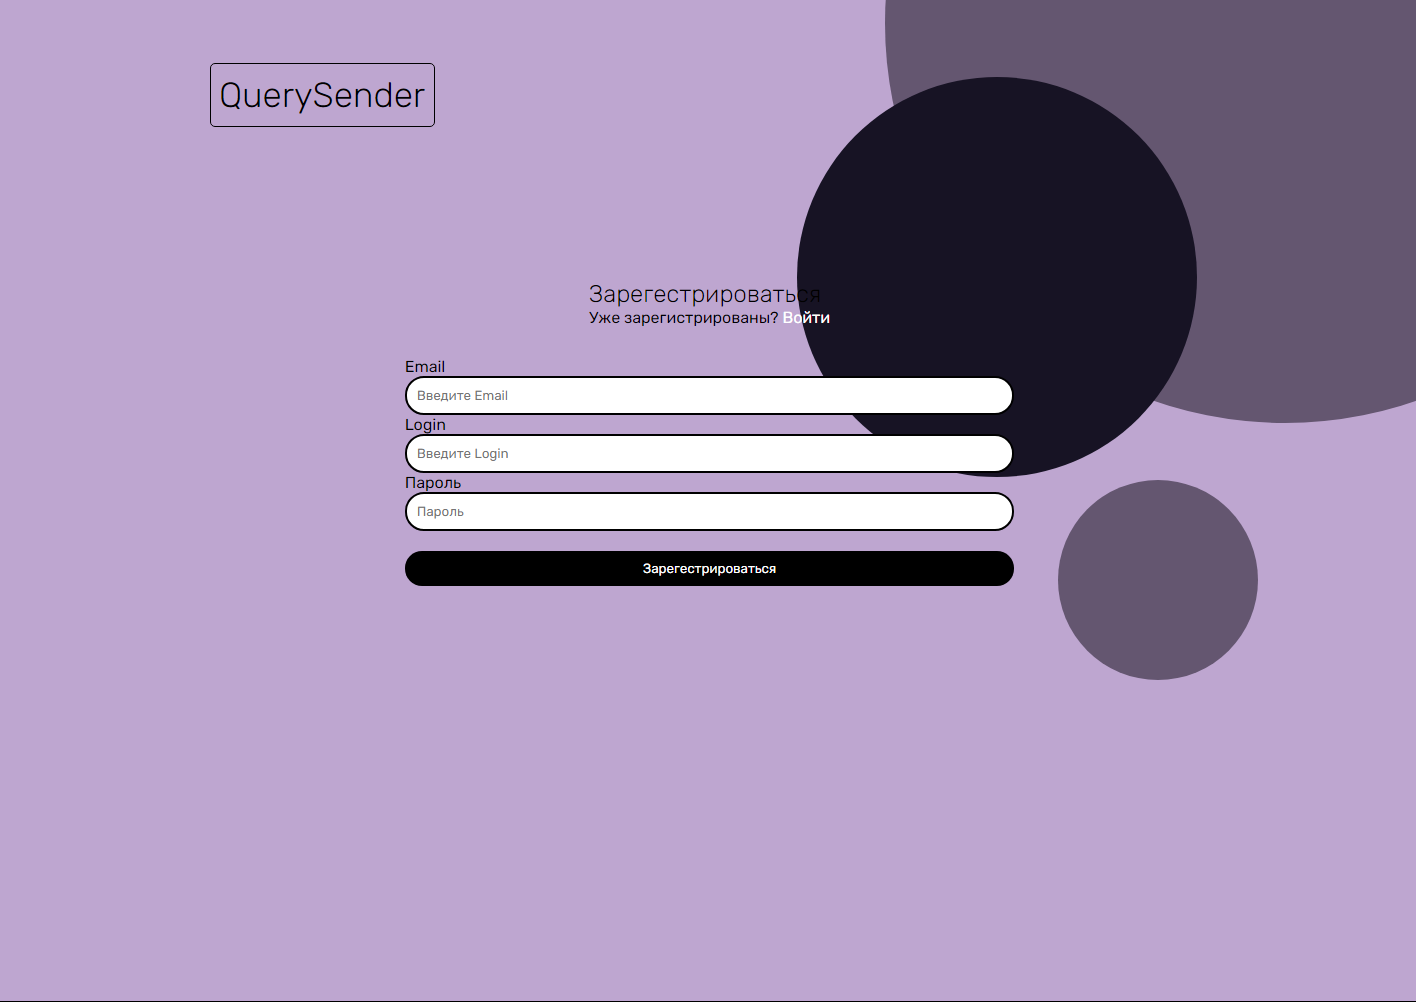 QuerySender
Зарегестрироваться
Уже зарегистрированы? Войти
Email
Введите Email
Login
Введите Login
Пароль
Пароль
Зарегестрироваться